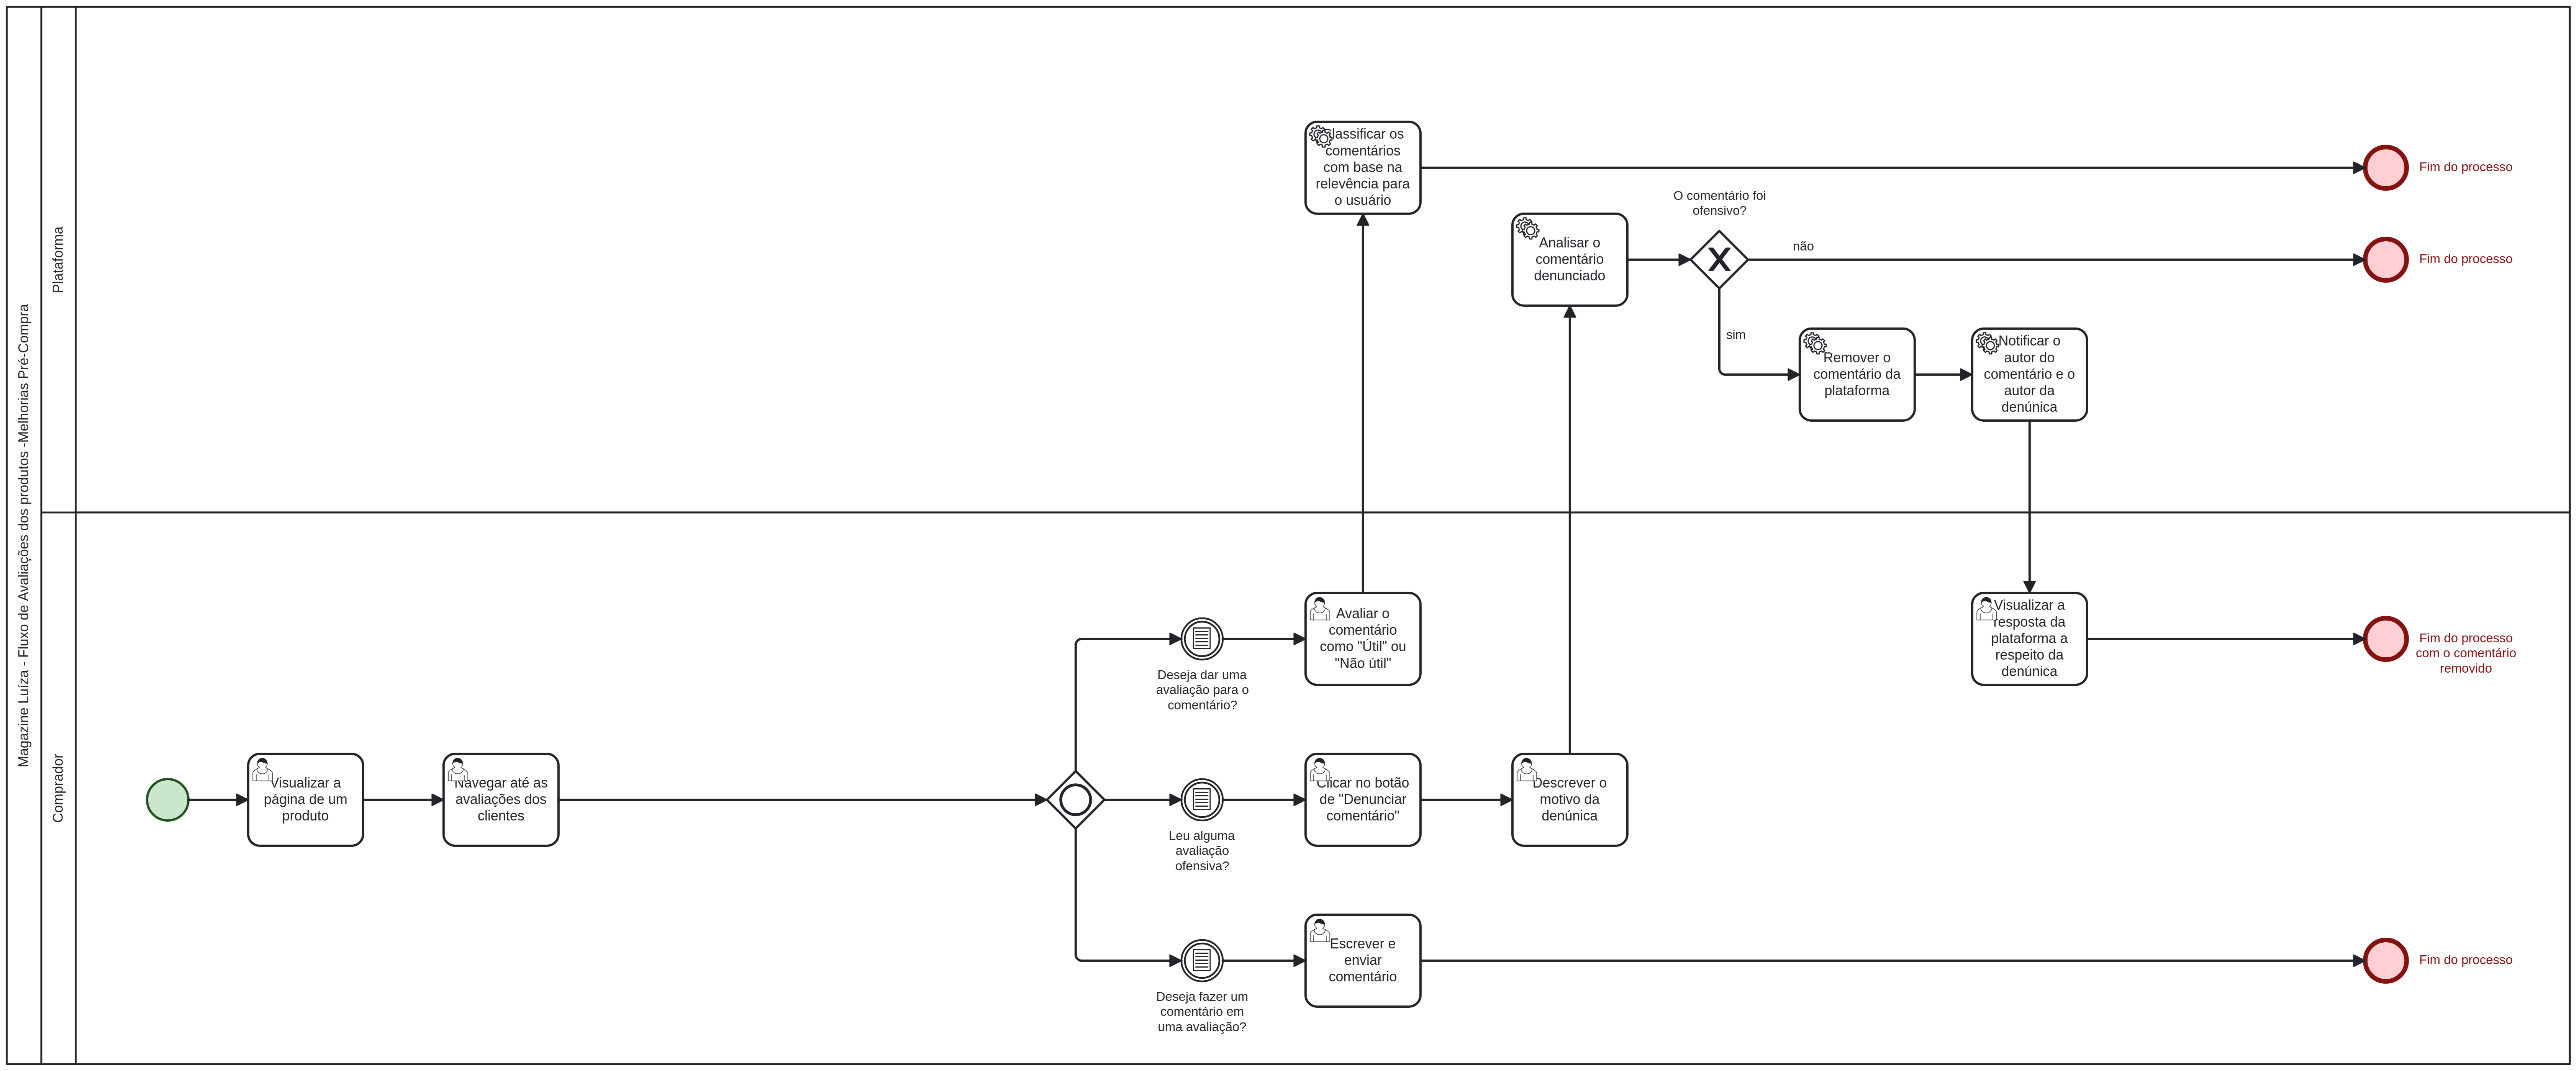 Magazine Luíza - Fluxo de Avaliações dos produtos -Melhorias Pré-Compra
Plataforma
Classificar os
comentários
com base na
relevência para
o usuário
Fim do processo
O comentário foi
ofensivo?
Analisar o
comentário
denunciado
não
Fim do processo
sim
Remover o
comentário da
plataforma
Notificar o
autor do
comentário e o
autor da
denúnica
Comprador
Avaliar o
comentário
como "Útil" ou
"Não útil"
Deseja dar uma
avaliação para o
comentário?
Visualizar a
resposta da
plataforma a
respeito da
denúnica
Fim do processo
com o comentário
removido
Visualizar a
página de um
produto
Navegar até as
avaliações dos
clientes
Leu alguma
avaliação
ofensiva?
Clicar no botão
de "Denunciar
comentário"
Descrever o
motivo da
denúnica
Deseja fazer um
comentário em
uma avaliação?
Escrever e
enviar
comentário
Fim do processo